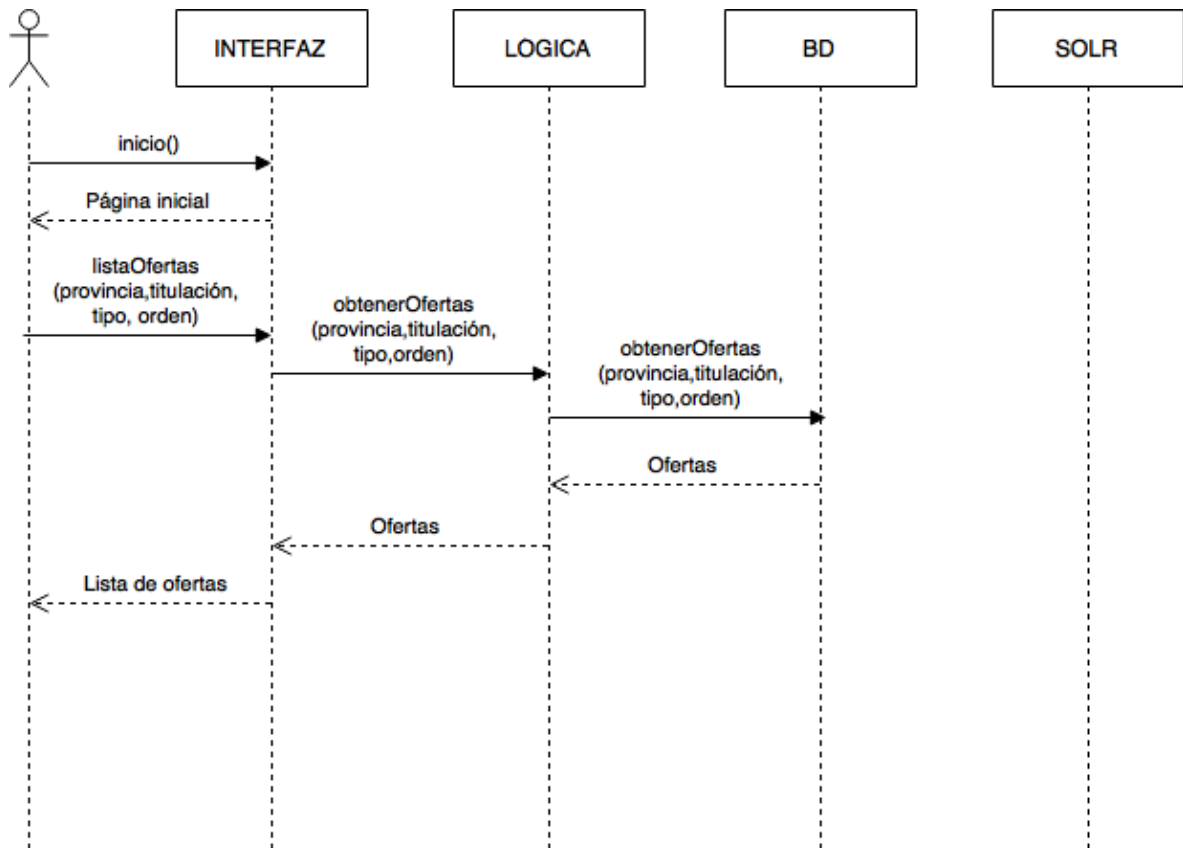 INTERFAZ
LOGICA
BD
SOLR
inicio()
Página inicial
listaOfertas
(provincia,titulación,
tipo, orden)
obtenerOfertas
(provincia,titulación,
tipo,orden)
obtenerOfertas
(provincia,titulación,
tipo,orden)
Ofertas
Ofertas
Lista de ofertas